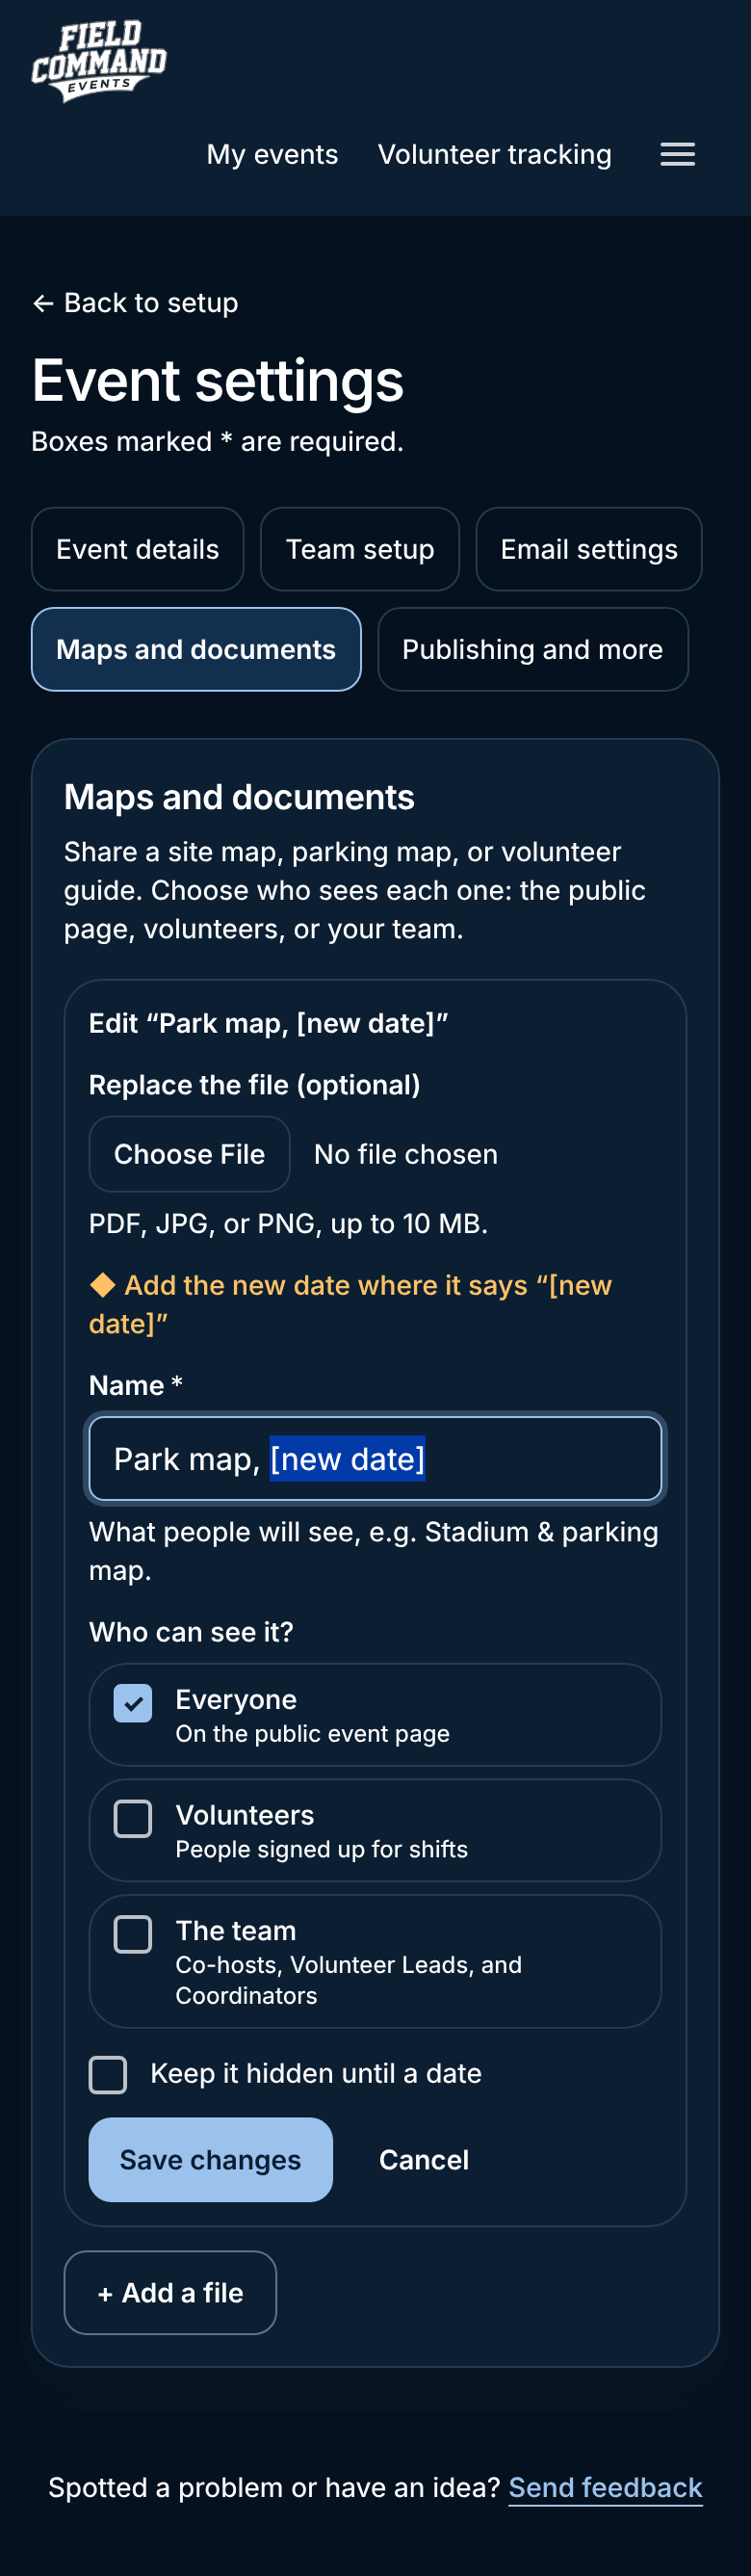 FIELD
COMMAND
EVENTS
My events Volunteer tracking
← Back to setup
Event settings
Boxes marked * are required.
Event details Team setup Email settings
Maps and documents Publishing and more
Maps and documents
Share a site map, parking map, or volunteer
guide. Choose who sees each one: the public
page, volunteers, or your team.
Edit “Park map, [new date]”
Replace the file (optional)
Choose File No file chosen
PDF, JPG, or PNG, up to 10 MB.
◆ Add the new date where it says “[new
date]”
Name *
Park map, [new date]
What people will see, e.g. Stadium & parking
map.
Who can see it?
Everyone
On the public event page
Volunteers
People signed up for shifts
The team
Co-hosts, Volunteer Leads, and
Coordinators
Keep it hidden until a date
Save changes Cancel
+ Add a file
Spotted a problem or have an idea? Send feedback